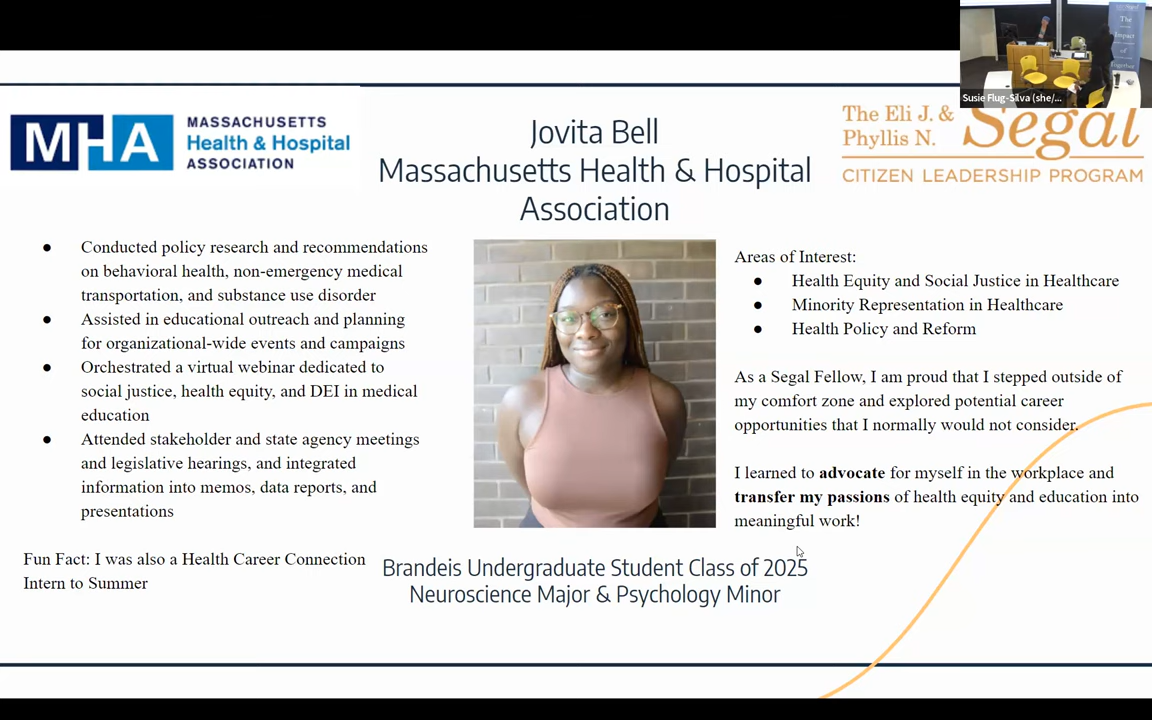 The
Impact
of
Together
Susie Flug-Silva (she/...
MHA
MASSACHUSETTS
Health & Hospital
ASSOCIATION
Jovita Bell
Massachusetts Health & Hospital
Association
The Eli J. &
Phyllis N.
Segal
CITIZEN LEADERSHIP PROGRAM
● Conducted policy research and recommendations
on behavioral health, non-emergency medical
transportation, and substance use disorder
● Assisted in educational outreach and planning
for organizational-wide events and campaigns
● Orchestrated a virtual webinar dedicated to
social justice, health equity, and DEI in medical
education
● Attended stakeholder and state agency meetings
and legislative hearings, and integrated
information into memos, data reports, and
presentations
Fun Fact: I was also a Health Career Connection
Intern to Summer
Brandeis Undergraduate Student Class of 2025
Neuroscience Major & Psychology Minor
Areas of Interest:
● Health Equity and Social Justice in Healthcare
● Minority Representation in Healthcare
● Health Policy and Reform
As a Segal Fellow, I am proud that I stepped outside of
my comfort zone and explored potential career
opportunities that I normally would not consider.
I learned to advocate for myself in the workplace and
transfer my passions of health equity and education into
meaningful work!